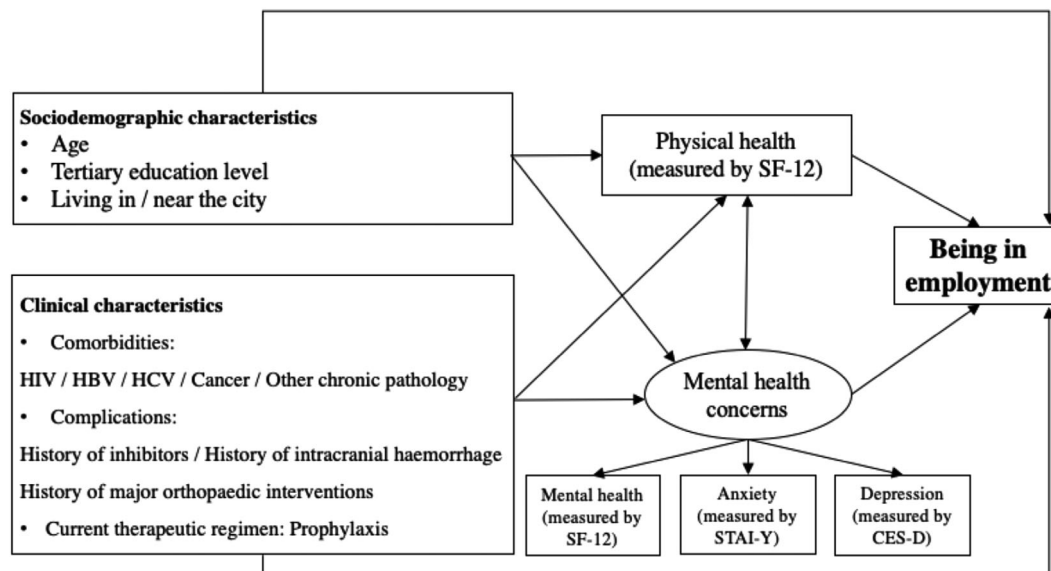 Sociodemographic characteristics
• Age
• Tertiary education level
• Living in / near the city
Clinical characteristics
• Comorbidities:
HIV / HBV / HCV / Cancer / Other chronic pathology
• Complications:
History of inhibitors / History of intracranial haemorrhage
History of major orthopaedic interventions
• Current therapeutic regimen: Prophylaxis
Physical health
(measured by SF-12)
Mental health
concerns
Mental health
(measured by
SF-12)
Anxiety
(measured by
STAI-Y)
Depression
(measured by
CES-D)
Being in
employment